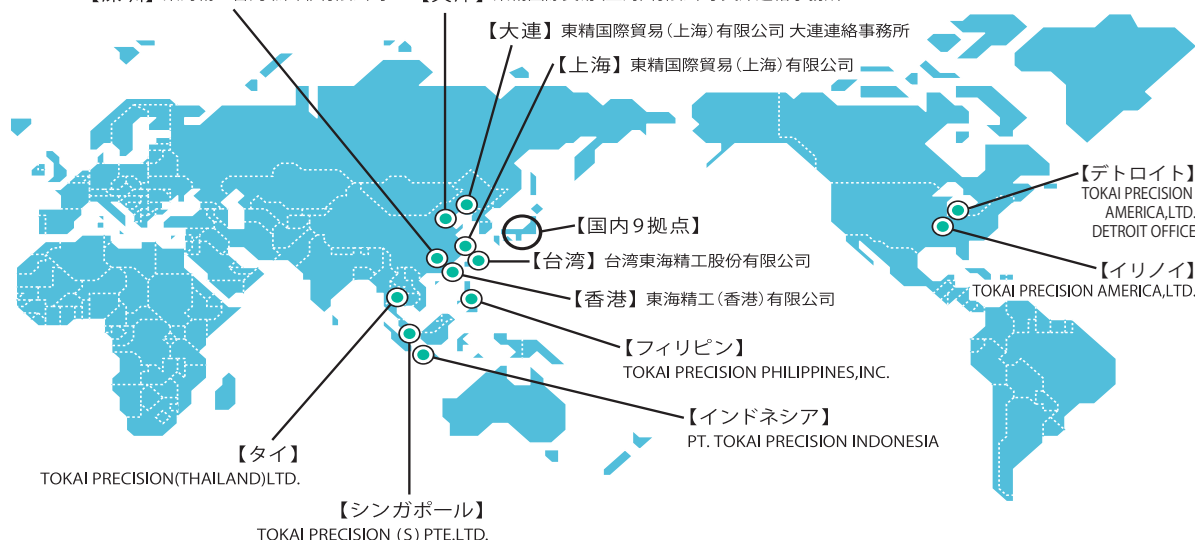 【大連】東精国際貿易(上海)有限公司 大連連絡事務所
【上海】東精国際貿易(上海)有限公司
【国内9拠点】
【台湾】台湾東海精工股份有限公司
【香港】東海精工(香港)有限公司
【フィリピン】
TOKAI PRECISION PHILIPPINES,INC.
【インドネシア】
PT. TOKAI PRECISION INDONESIA
【タイ】
TOKAI PRECISION(THAILAND)LTD.
【シンガポール】
TOKAI PRECISION (S) PTE.LTD.
【デトロイト】
TOKAI PRECISION
AMERICA,LTD.
DETROIT OFFICE
【イリノイ】
TOKAI PRECISION AMERICA,LTD.